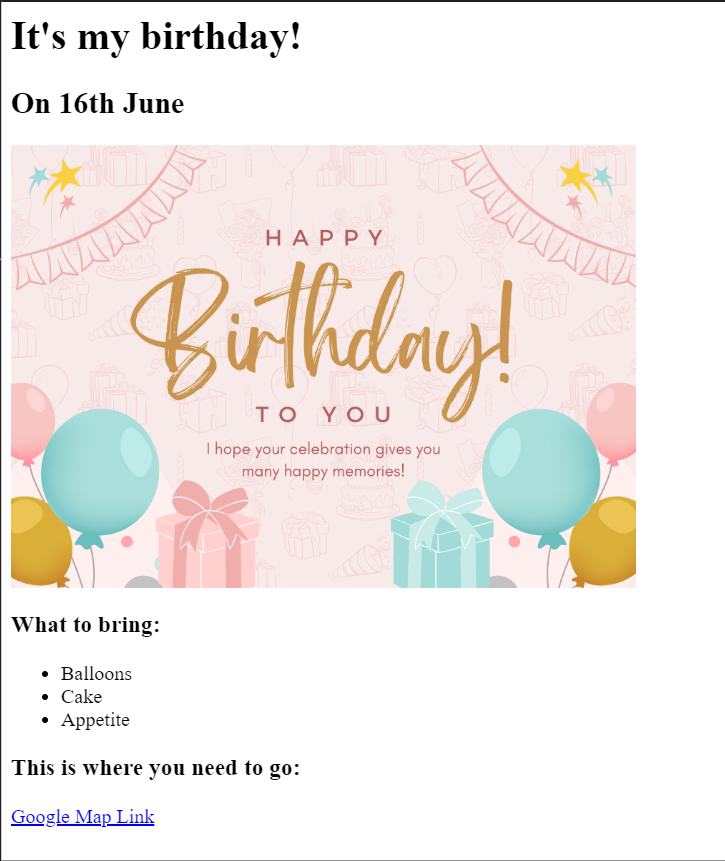 It's my birthday!
On 16th June
HAPPY
Birthday!
TO YOU
I hope your celebration gives you
many happy memories!
What to bring:
Balloons
Cake
Appetite
This is where you need to go:
Google Map Link